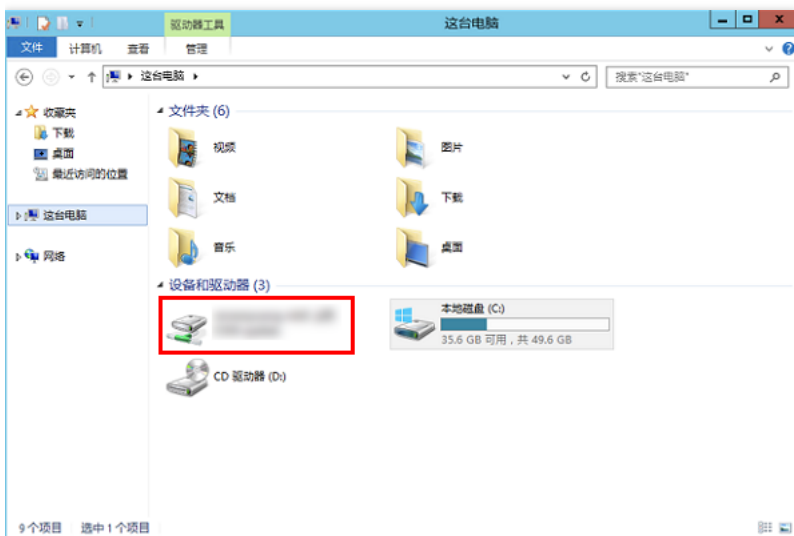 驱动器工具
这台电脑
文件
计算机
查看
管理
这台电脑
搜索"这台电脑"
收藏夹
下载
桌面
最近访问的位置
这台电脑
网络
文件夹 (6)
视频
图片
文档
下载
音乐
桌面
设备和驱动器 (3)
本地磁盘 (C:)
35.6 GB 可用，共 49.6 GB
CD 驱动器 (D:)
9 个项目
选中 1 个项目